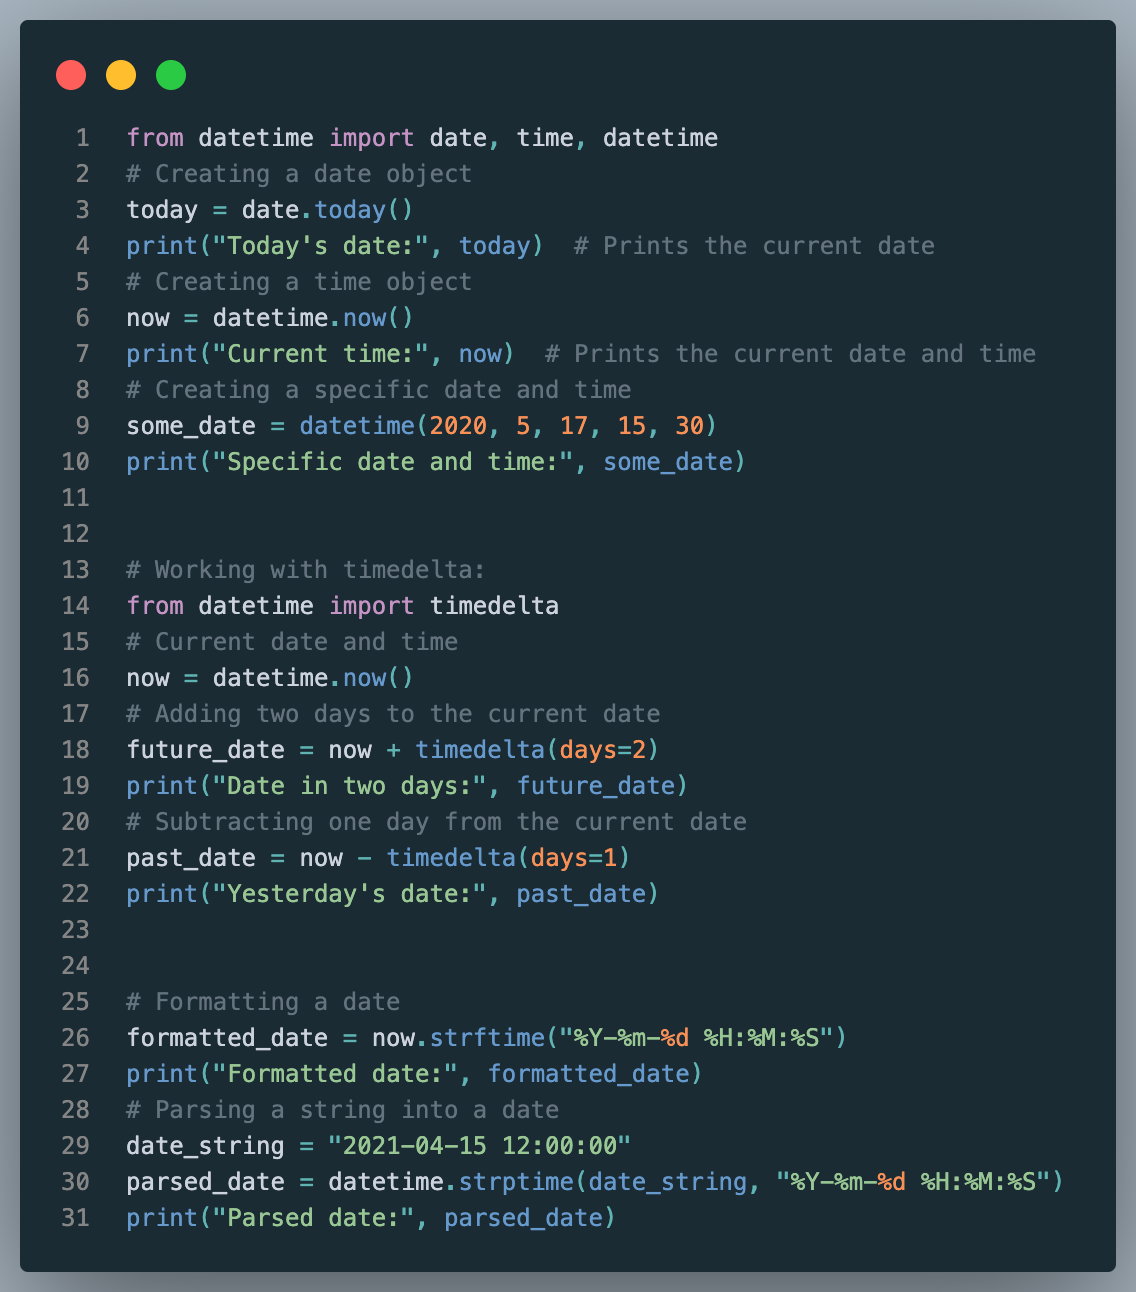 1 from datetime import date, time, datetime
2 # Creating a date object
3 today = date.today()
4 print("Today's date:", today)  # Prints the current date
5 # Creating a time object
6 now = datetime.now()
7 print("Current time:", now)  # Prints the current date and time
8 # Creating a specific date and time
9 some_date = datetime(2020, 5, 17, 15, 30)
10 print("Specific date and time:", some_date)
11
12
13 # Working with timedelta:
14 from datetime import timedelta
15 # Current date and time
16 now = datetime.now()
17 # Adding two days to the current date
18 future_date = now + timedelta(days=2)
19 print("Date in two days:", future_date)
20 # Subtracting one day from the current date
21 past_date = now - timedelta(days=1)
22 print("Yesterday's date:", past_date)
23
24
25 # Formatting a date
26 formatted_date = now.strftime("%Y-%m-%d %H:%M:%S")
27 print("Formatted date:", formatted_date)
28 # Parsing a string into a date
29 date_string = "2021-04-15 12:00:00"
30 parsed_date = datetime.strptime(date_string, "%Y-%m-%d %H:%M:%S")
31 print("Parsed date:", parsed_date)